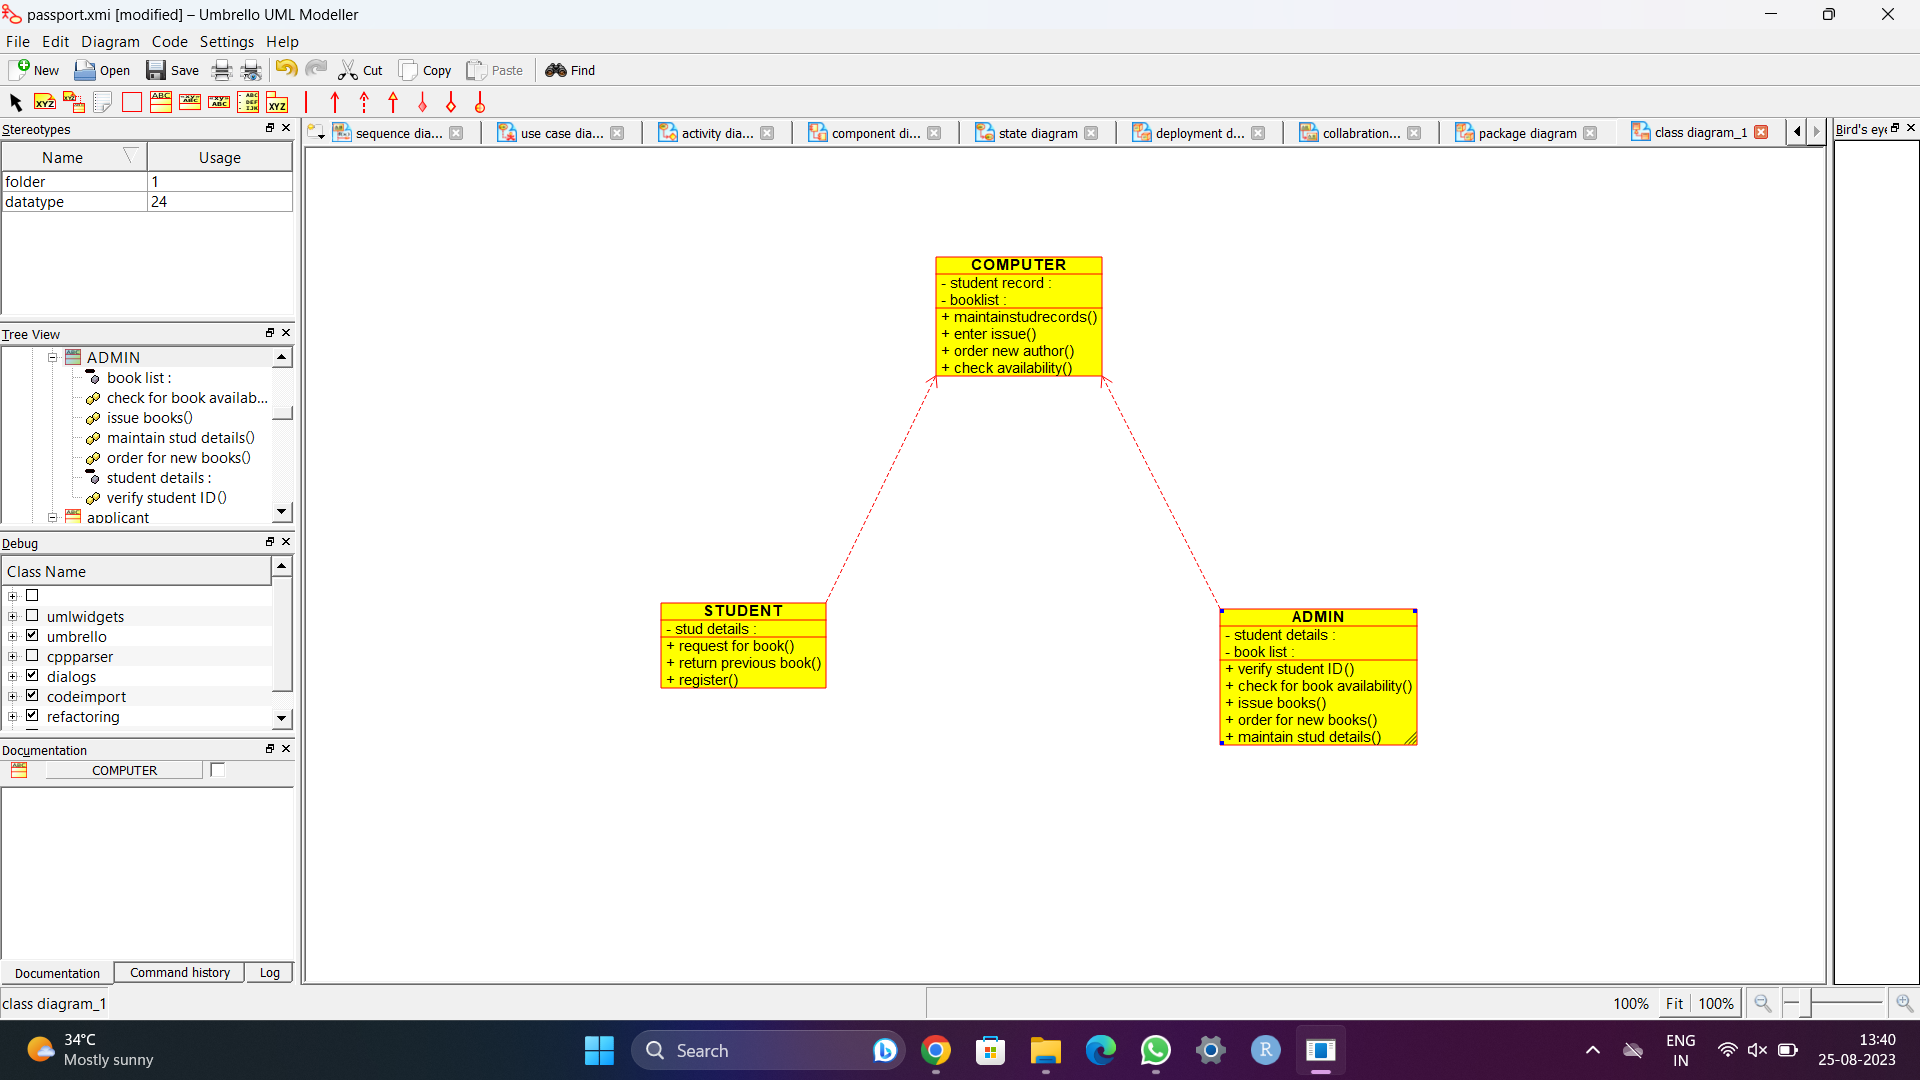 passport.xmi [modified] – Umbrello UML Modeller
File Edit Diagram Code Settings Help
New Open Save Cut Copy Paste Find
Stereotypes
Name Usage
folder 1
datatype 24
Tree View
ADMIN
book list :
check for book availab...
issue books()
maintain stud details()
order for new books()
student details :
verify student ID()
applicant
Debug
Class Name
umlwidgets
umbrello
cppparser
dialogs
codeimport
refactoring
Documentation
COMPUTER
Documentation Command history Log
class diagram_1
sequence dia... use case dia... activity dia... component di... state diagram deployment d... collabration... package diagram class diagram_1
Bird's eye
COMPUTER
- student record :
- booklist :
+ maintainstudrecords()
+ enter issue()
+ order new author()
+ check availability()
STUDENT
- stud details :
+ request for book()
+ return previous book()
+ register()
ADMIN
- student details :
- book list :
+ verify student ID()
+ check for book availability()
+ issue books()
+ order for new books()
+ maintain stud details()
100% Fit 100%
34°C
Mostly sunny
Search
R
ENG
IN
13:40
25-08-2023